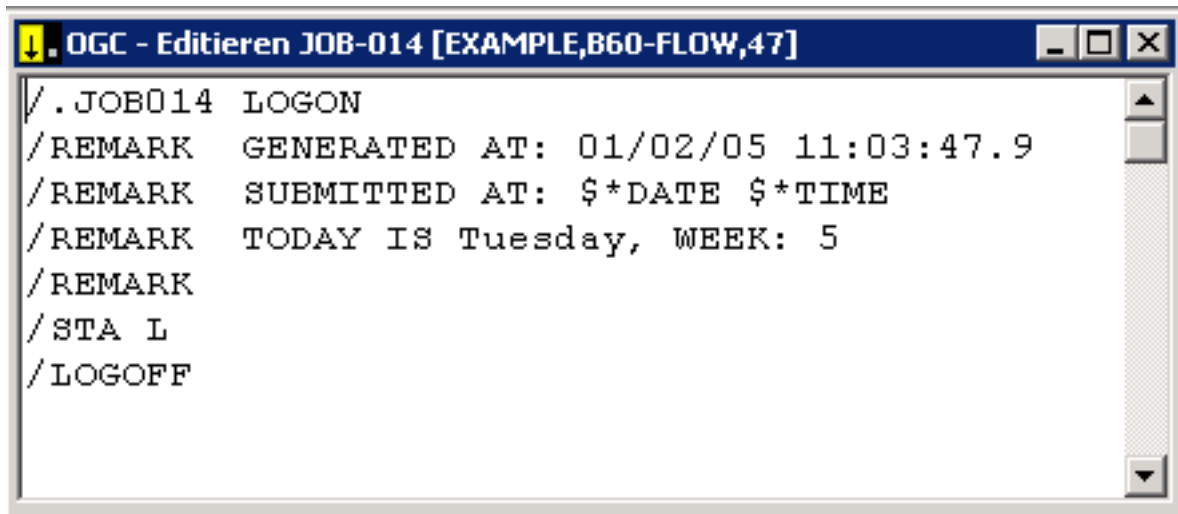 OGC - Editieren JOB-014 [EXAMPLE,B60-FLOW,47]
/.JOB014 LOGON
/REMARK  GENERATED AT: 01/02/05 11:03:47.9
/REMARK  SUBMITTED AT: $*DATE $*TIME
/REMARK  TODAY IS Tuesday, WEEK: 5
/REMARK
/STA L
/LOGOFF